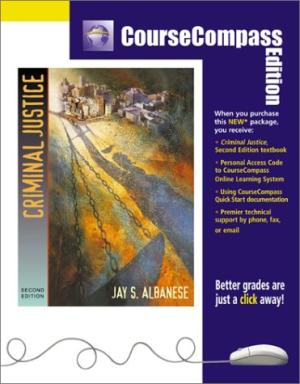 CourseCompass
Edition
When you purchase
this NEW* package,
you receive:
• Criminal Justice,
Second Edition textbook
• Personal Access Code
to CourseCompass
Online Learning System
• Using CourseCompass
Quick Start documentation
• Premier technical
support by phone, fax,
or email
CRIMINAL JUSTICE
SECOND
EDITION
JAY S. ALBANESE
Better grades are
just a click away!